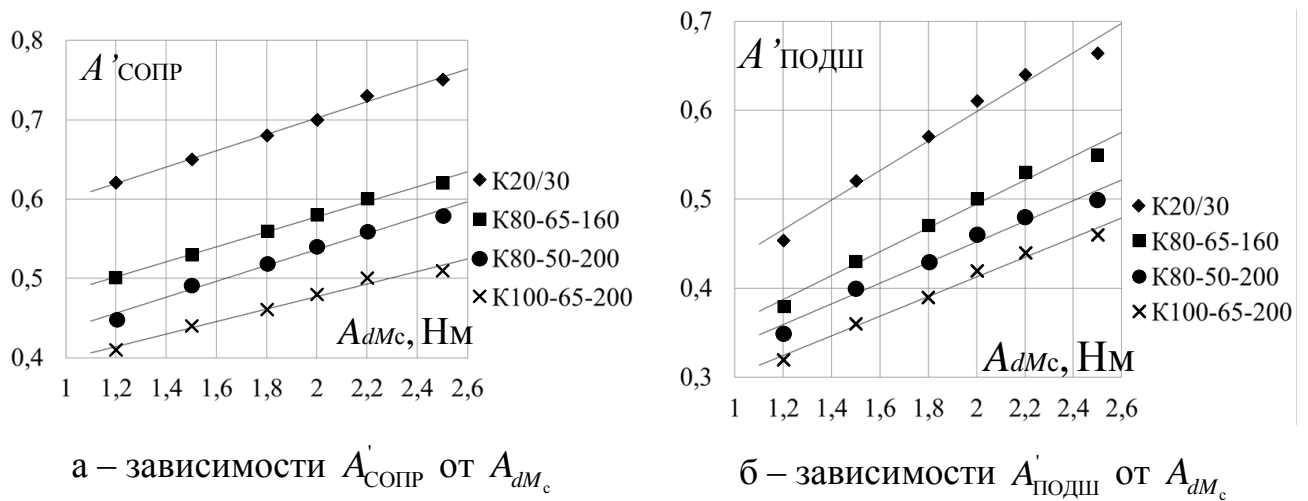 0,8
A’СОПР
0,7
0,6
0,5
0,4
К20/30
К80-65-160
К80-50-200
К100-65-200
AdMc, Нм
1 1,2 1,4 1,6 1,8 2 2,2 2,4 2,6
а – зависимости A'СОПР от AdMc
0,7
A’ПОДШ
0,6
0,5
0,4
0,3
К20/30
К80-65-160
К80-50-200
К100-65-200
AdMc, Нм
1 1,2 1,4 1,6 1,8 2 2,2 2,4 2,6
б – зависимости A'ПОДШ от AdMc